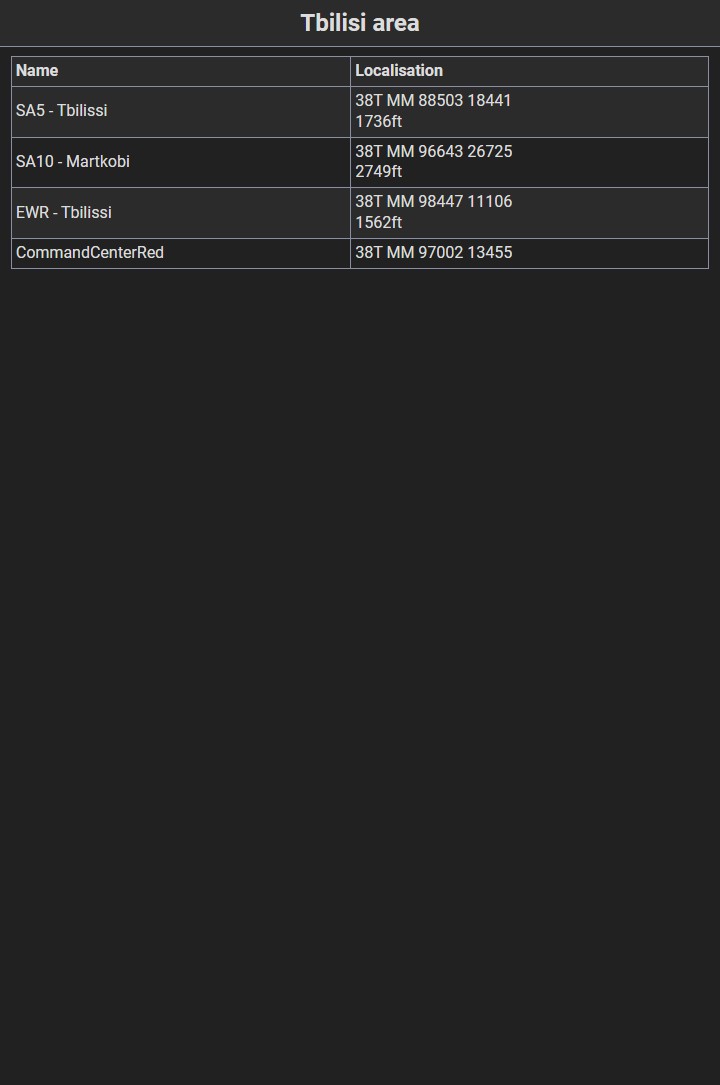 Tbilisi area
Name Localisation
SA5 - Tbilissi 38T MM 88503 18441
1736ft
SA10 - Martkobi 38T MM 96643 26725
2749ft
EWR - Tbilissi 38T MM 98447 11106
1562ft
CommandCenterRed 38T MM 97002 13455